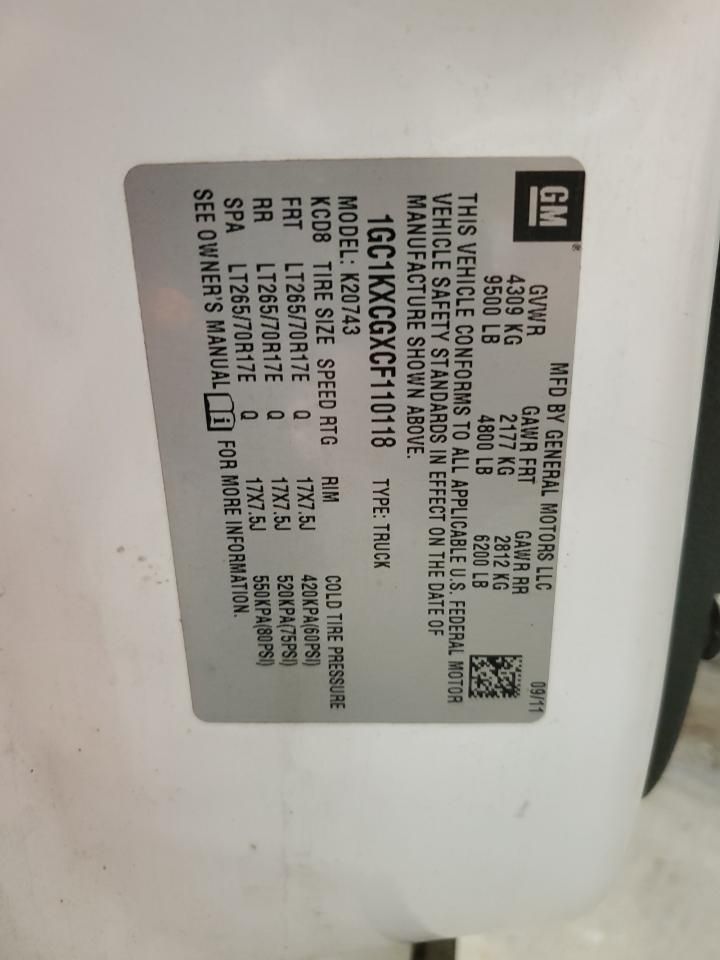 GM®
MFD BY GENERAL MOTORS LLC 09/11
GVWR GAWR FRT GAWR RR
4309 KG 2177 KG 2812 KG
9500 LB 4800 LB 6200 LB
THIS VEHICLE CONFORMS TO ALL APPLICABLE U.S. FEDERAL MOTOR
VEHICLE SAFETY STANDARDS IN EFFECT ON THE DATE OF
MANUFACTURE SHOWN ABOVE.
1GC1KXCGXCF110118 TYPE: TRUCK
MODEL: K20743
KCD8 TIRE SIZE SPEED RTG RIM COLD TIRE PRESSURE
FRT LT265/70R17E Q 17X7.5J 420KPA(60PSI)
RR LT265/70R17E Q 17X7.5J 520KPA(75PSI)
SPA LT265/70R17E Q 17X7.5J 550KPA(80PSI)
SEE OWNER'S MANUAL i FOR MORE INFORMATION.